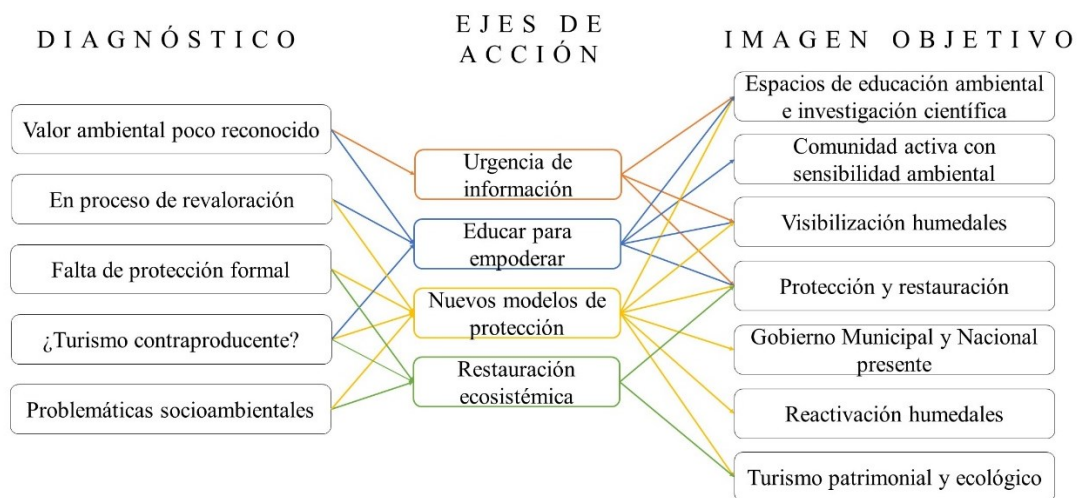 DIAGNÓSTICO
EJES DE
ACCIÓN
IMAGEN OBJETIVO
Valor ambiental poco reconocido
En proceso de revaloración
Falta de protección formal
¿Turismo contraproducente?
Problemáticas socioambientales
Urgencia de
información
Educar para
empoderar
Nuevos modelos de
protección
Restauración
ecosistémica
Espacios de educación ambiental
e investigación científica
Comunidad activa con
sensibilidad ambiental
Visibilización humedales
Protección y restauración
Gobierno Municipal y Nacional
presente
Reactivación humedales
Turismo patrimonial y ecológico